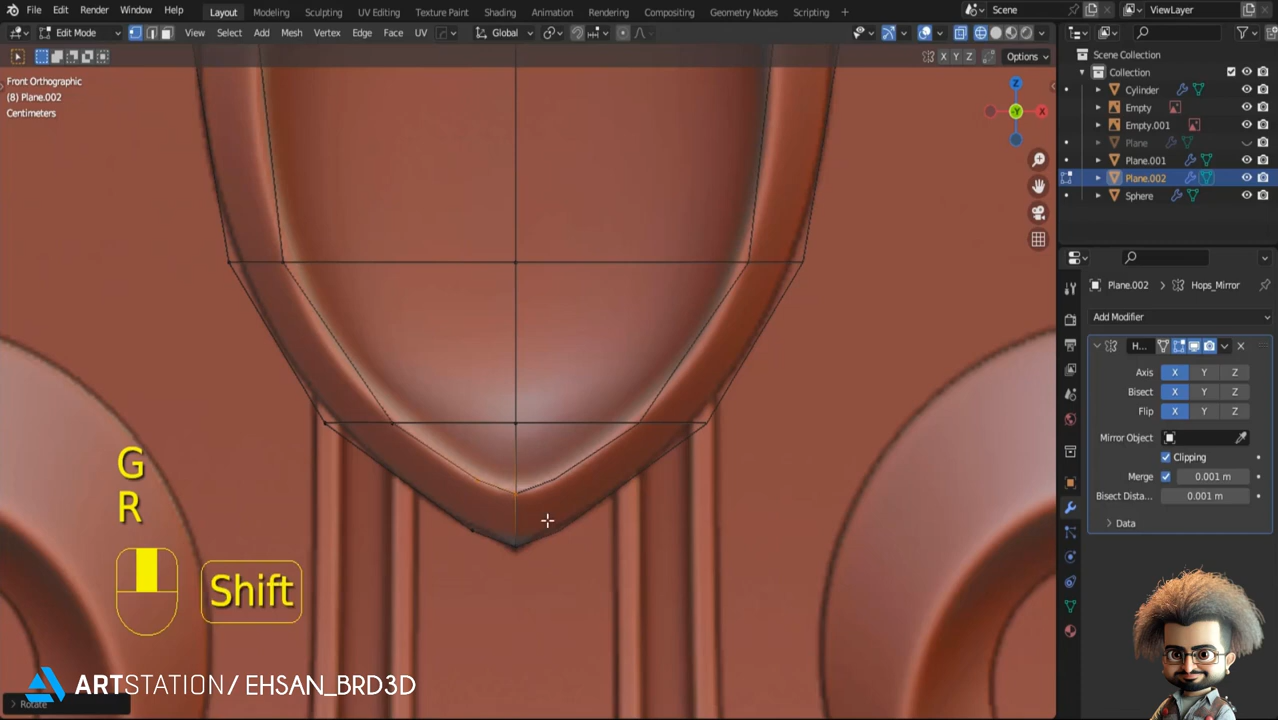 File Edit Render Window Help Layout Modeling Sculpting UV Editing Texture Paint Shading Animation Rendering Compositing Geometry Nodes Scripting + Scene ViewLayer
Edit Mode View Select Add Mesh Vertex Edge Face UV Global
X Y Z Options
Front Orthographic
(8) Plane.002
Centimeters
Z
Y
X
Scene Collection
Collection
Cylinder
Empty
Empty.001
Plane
Plane.001
Plane.002
Sphere
Plane.002 > Hops_Mirror
Add Modifier
H...
Axis X Y Z
Bisect X Y Z
Flip X Y Z
Mirror Object
Clipping
Merge 0.001 m
Bisect Dista... 0.001 m
Data
G
R
Shift
ARTSTATION / EHSAN_BRD3D
Rotate